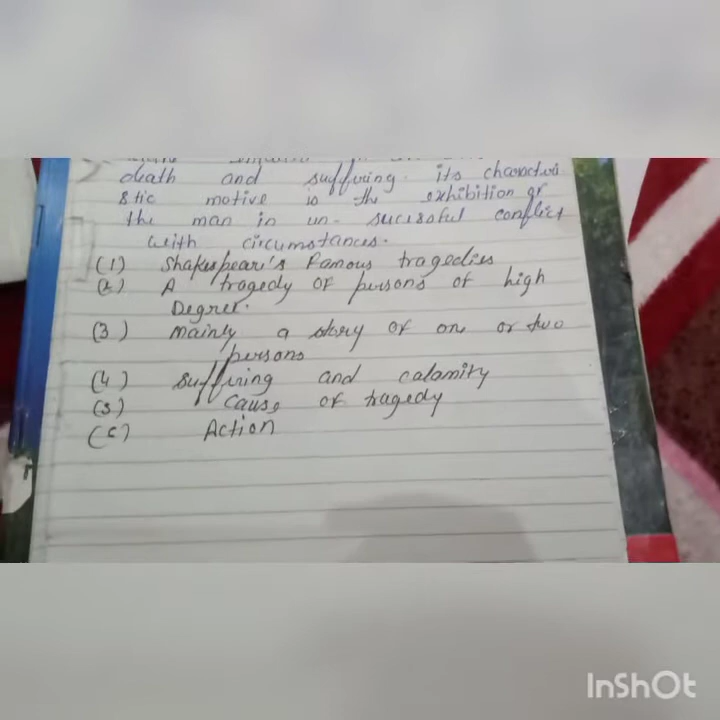 death and suffering. its characteri
stic motive is the exhibition of
the man in un- sucessful conflict
with circumstances.
(1) Shakespeare's Famous tragedies
(2) A tragedy of persons of high
Degree.
(3) mainly a story of one or two
persons
(4) suffering and calamity
(5) Cause of tragedy
(6) Action
InShOt